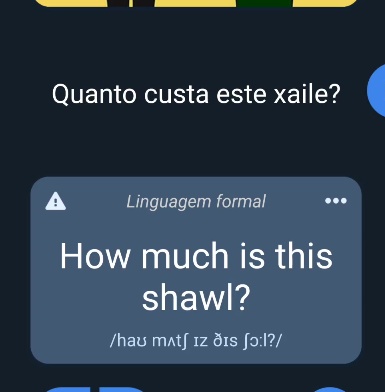 Quanto custa este xaile?
Linguagem formal
How much is this
shawl?
/haʊ mʌtʃ ɪz ðɪs ʃɔːl?/